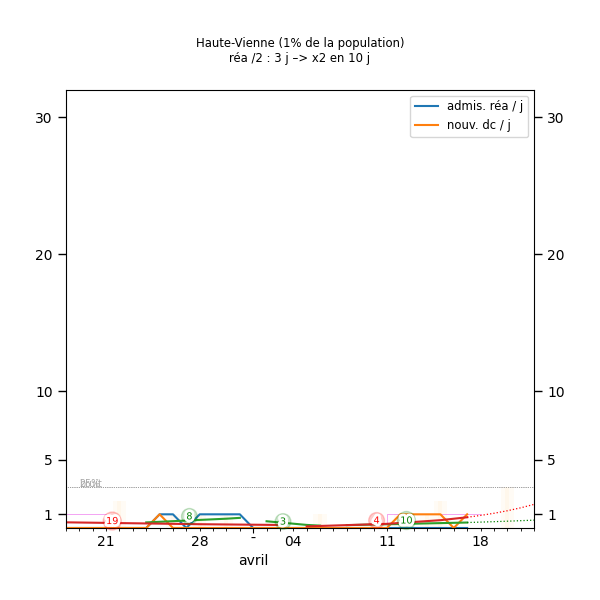 Haute-Vienne (1% de la population)
réa /2 : 3 j –> x2 en 10 j
admis. réa / j
nouv. dc / j
30 30
20 20
10 10
5 5
1 1
19 8 3 4 10
21 28 - 04 11 18
avril